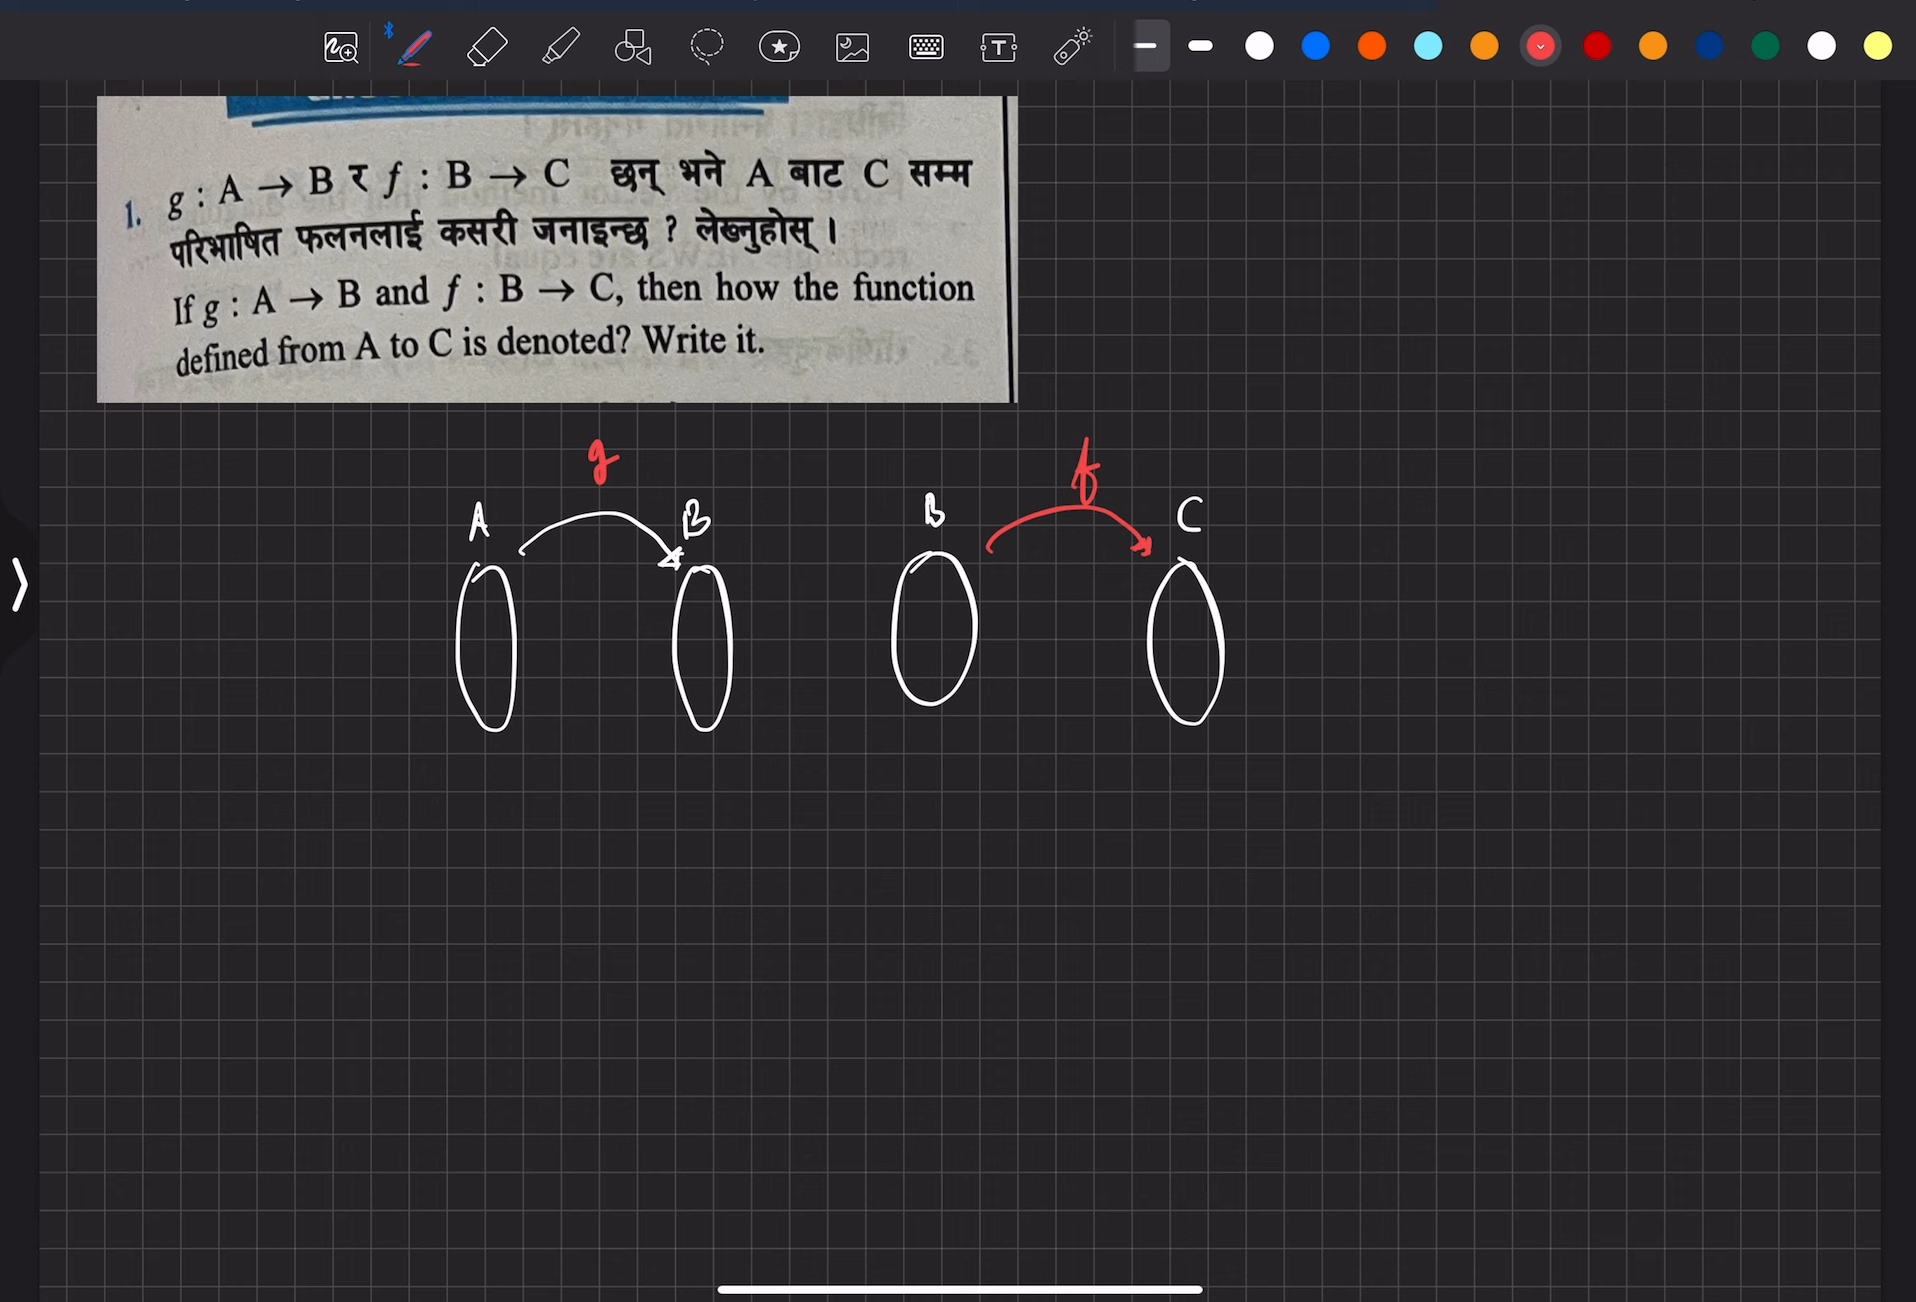 1. g : A → B र f : B → C छन् भने A बाट C सम्म
परिभाषित फलनलाई कसरी जनाइन्छ ? लेख्नुहोस् ।
If g : A → B and f : B → C, then how the function
defined from A to C is denoted? Write it.
g f
A B B C